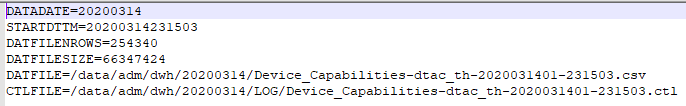 DATADATE=20200314
STARTDTTM=20200314231503
DATFILENROWS=254340
DATFILESIZE=66347424
DATFILE=/data/adm/dwh/20200314/Device_Capabilities-dtac_th-2020031401-231503.csv
CTLFILE=/data/adm/dwh/20200314/LOG/Device_Capabilities-dtac_th-2020031401-231503.ctl